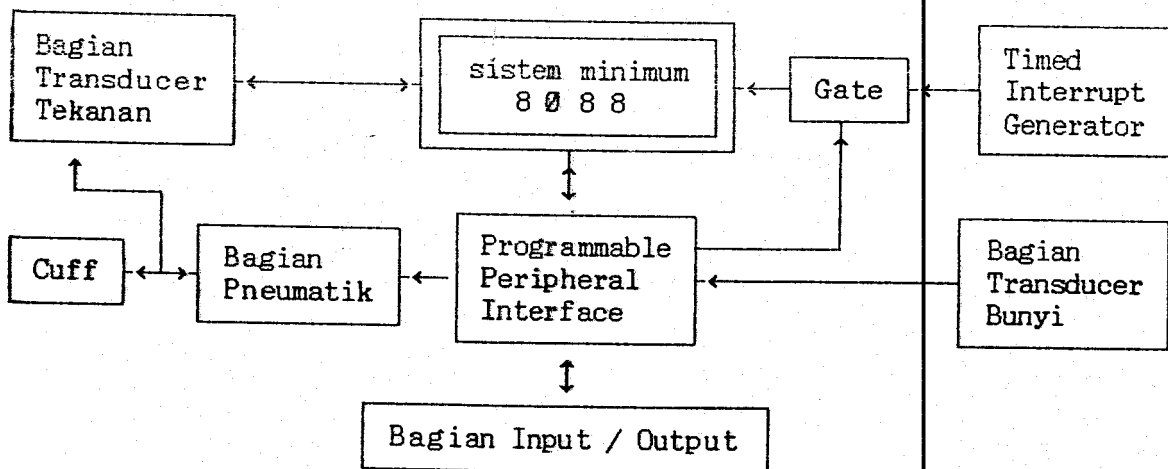 Bagian
Transducer
Tekanan
sistem minimum
8 0 8 8
Gate
Timed
Interrupt
Generator
Cuff
Bagian
Pneumatik
Programmable
Peripheral
Interface
Bagian
Transducer
Bunyi
Bagian Input / Output